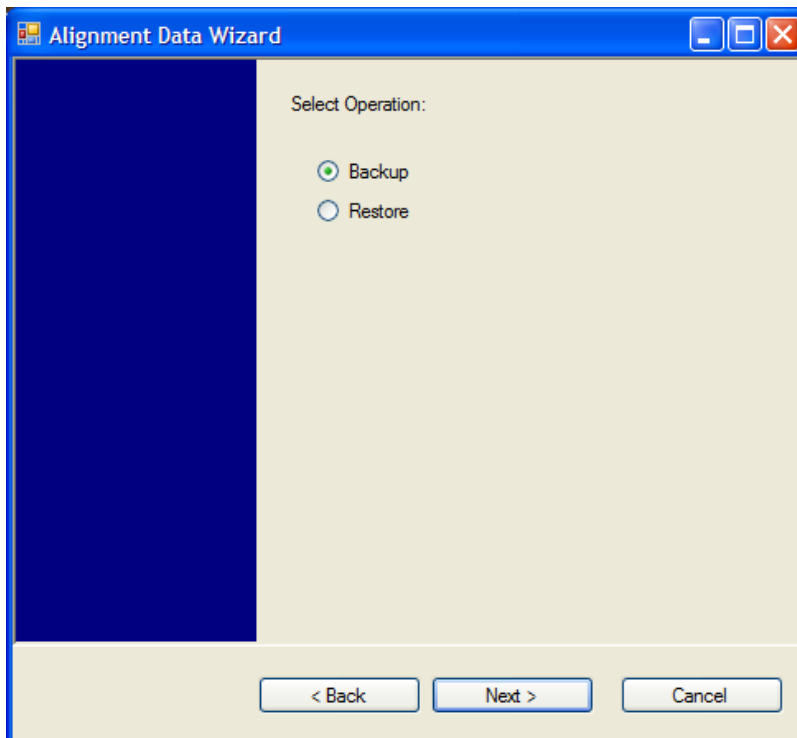 Alignment Data Wizard
Select Operation:
Backup
Restore
< Back Next > Cancel